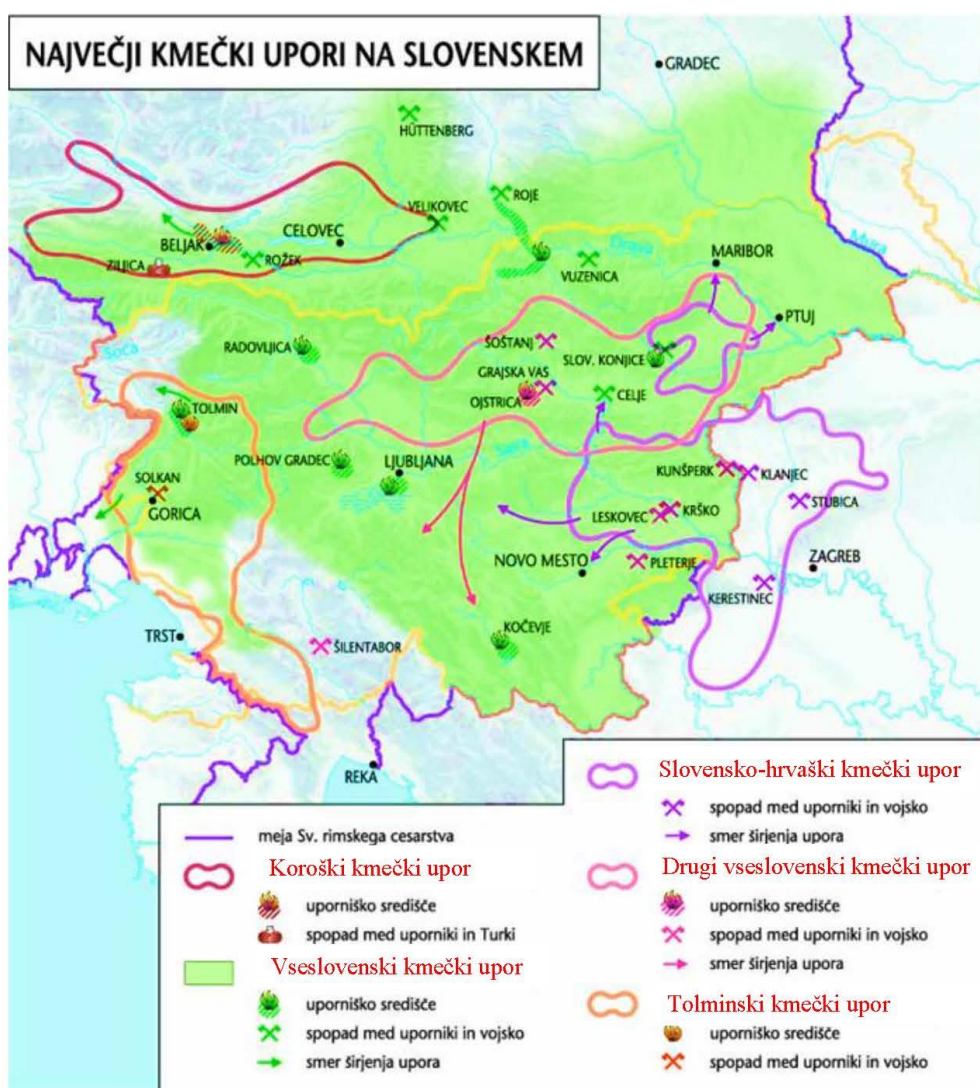 NAJVEČJI KMEČKI UPORI NA SLOVENSKEM
GRADEC
HÜTTENBERG
ROJE
VELIKOVEC
CELOVEC
BELJAK
ROŽEK
ZILJICA
VUZENICA
Drava
MARIBOR
Mura
PTUJ
Soča
RADOVLJICA
ŠOŠTANJ
SLOV. KONJICE
GRAJSKA VAS
OJSTRICA
CELJE
TOLMIN
POLHOV GRADEC
LJUBLJANA
Sava
KUNŠPERK
KLANJEC
STUBICA
SOLKAN
GORICA
LESKOVEC
KRŠKO
NOVO MESTO
PLETERJE
ZAGREB
KERESTINEC
TRST
ŠILENTABOR
KOČEVJE
REKA
meja Sv. rimskega cesarstva
Koroški kmečki upor
uporniško središče
spopad med uporniki in Turki
Vseslovenski kmečki upor
uporniško središče
spopad med uporniki in vojsko
smer širjenja upora
Slovensko-hrvaški kmečki upor
spopad med uporniki in vojsko
smer širjenja upora
Drugi vseslovenski kmečki upor
uporniško središče
spopad med uporniki in vojsko
smer širjenja upora
Tolminski kmečki upor
uporniško središče
spopad med uporniki in vojsko